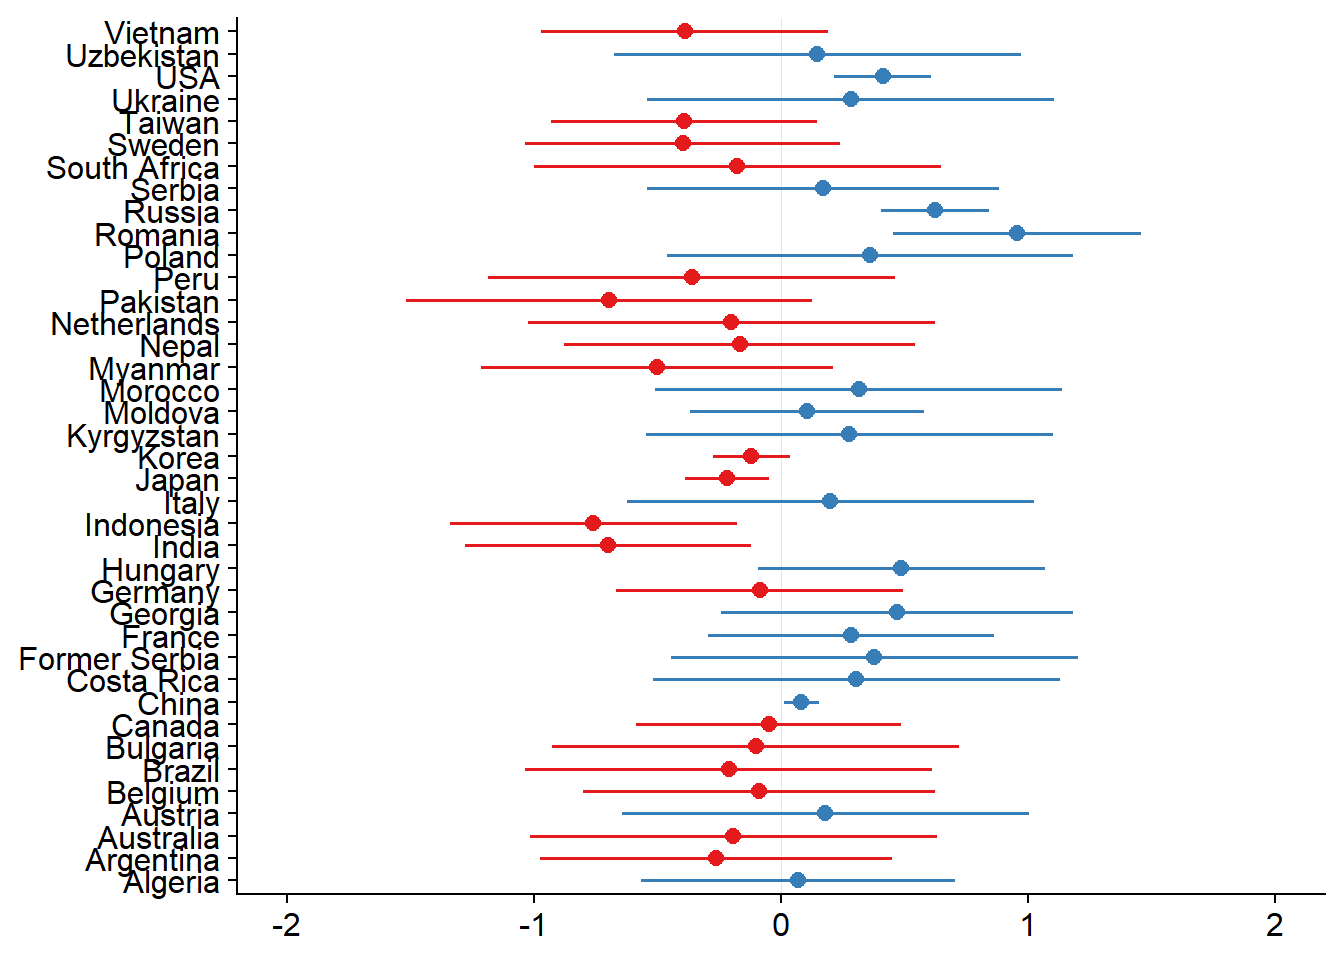 Vietnam
Uzbekistan
USA
Ukraine
Taiwan
Sweden
South Africa
Serbia
Russia
Romania
Poland
Peru
Pakistan
Netherlands
Nepal
Myanmar
Morocco
Moldova
Kyrgyzstan
Korea
Japan
Italy
Indonesia
India
Hungary
Germany
Georgia
France
Former Serbia
Costa Rica
China
Canada
Bulgaria
Brazil
Belgium
Austria
Australia
Argentina
Algeria
-2 -1 0 1 2